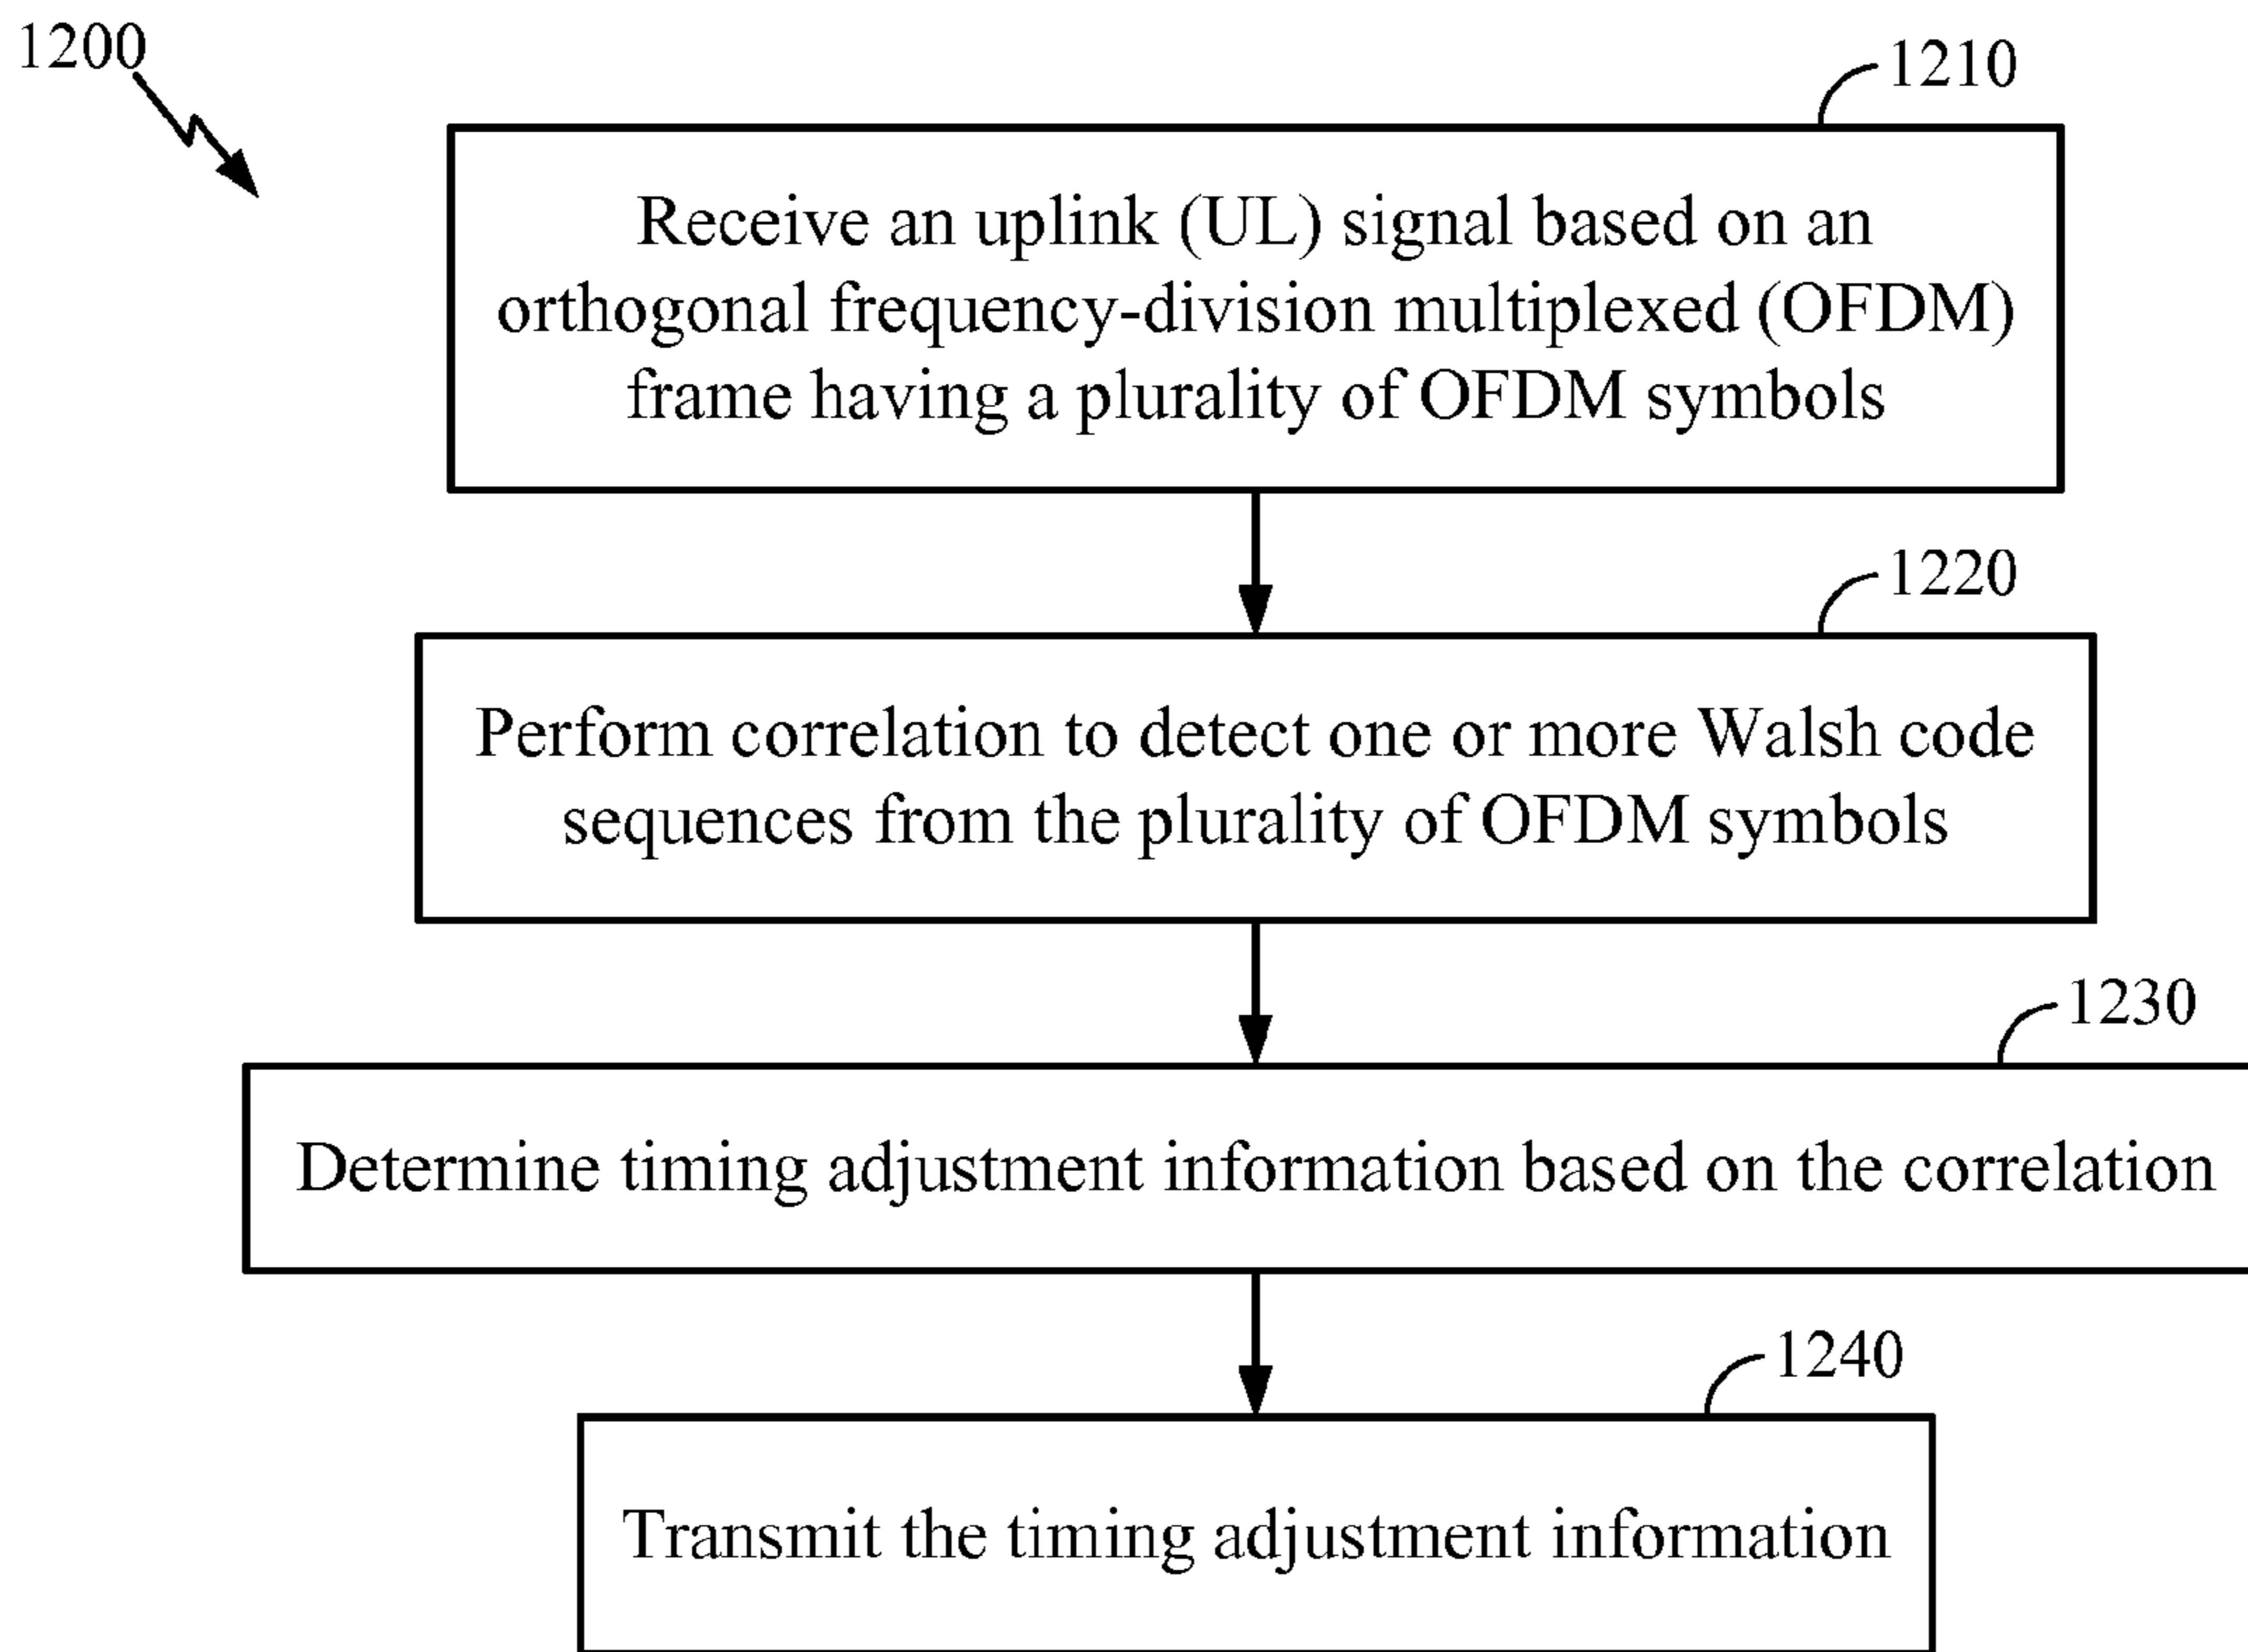 1200
1210
Receive an uplink (UL) signal based on an
orthogonal frequency-division multiplexed (OFDM)
frame having a plurality of OFDM symbols
1220
Perform correlation to detect one or more Walsh code
sequences from the plurality of OFDM symbols
1230
Determine timing adjustment information based on the correlation
1240
Transmit the timing adjustment information